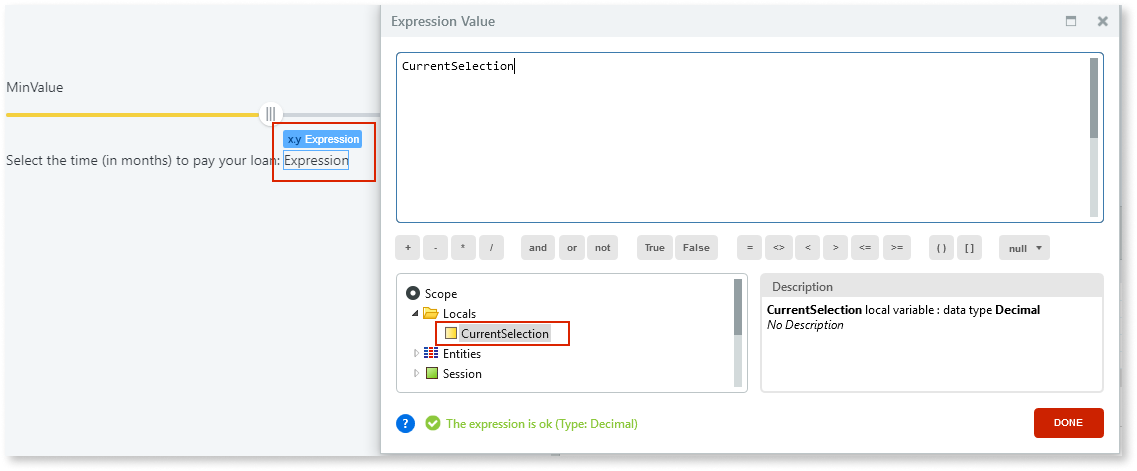 Expression Value
CurrentSelection
MinValue
x.y Expression
Select the time (in months) to pay your loan: Expression
+ - * / and or not True False = <> < > <= >= ( ) [ ] null
Scope
Locals
CurrentSelection
Entities
Session
Description
CurrentSelection local variable : data type Decimal
No Description
? The expression is ok (Type: Decimal)
DONE